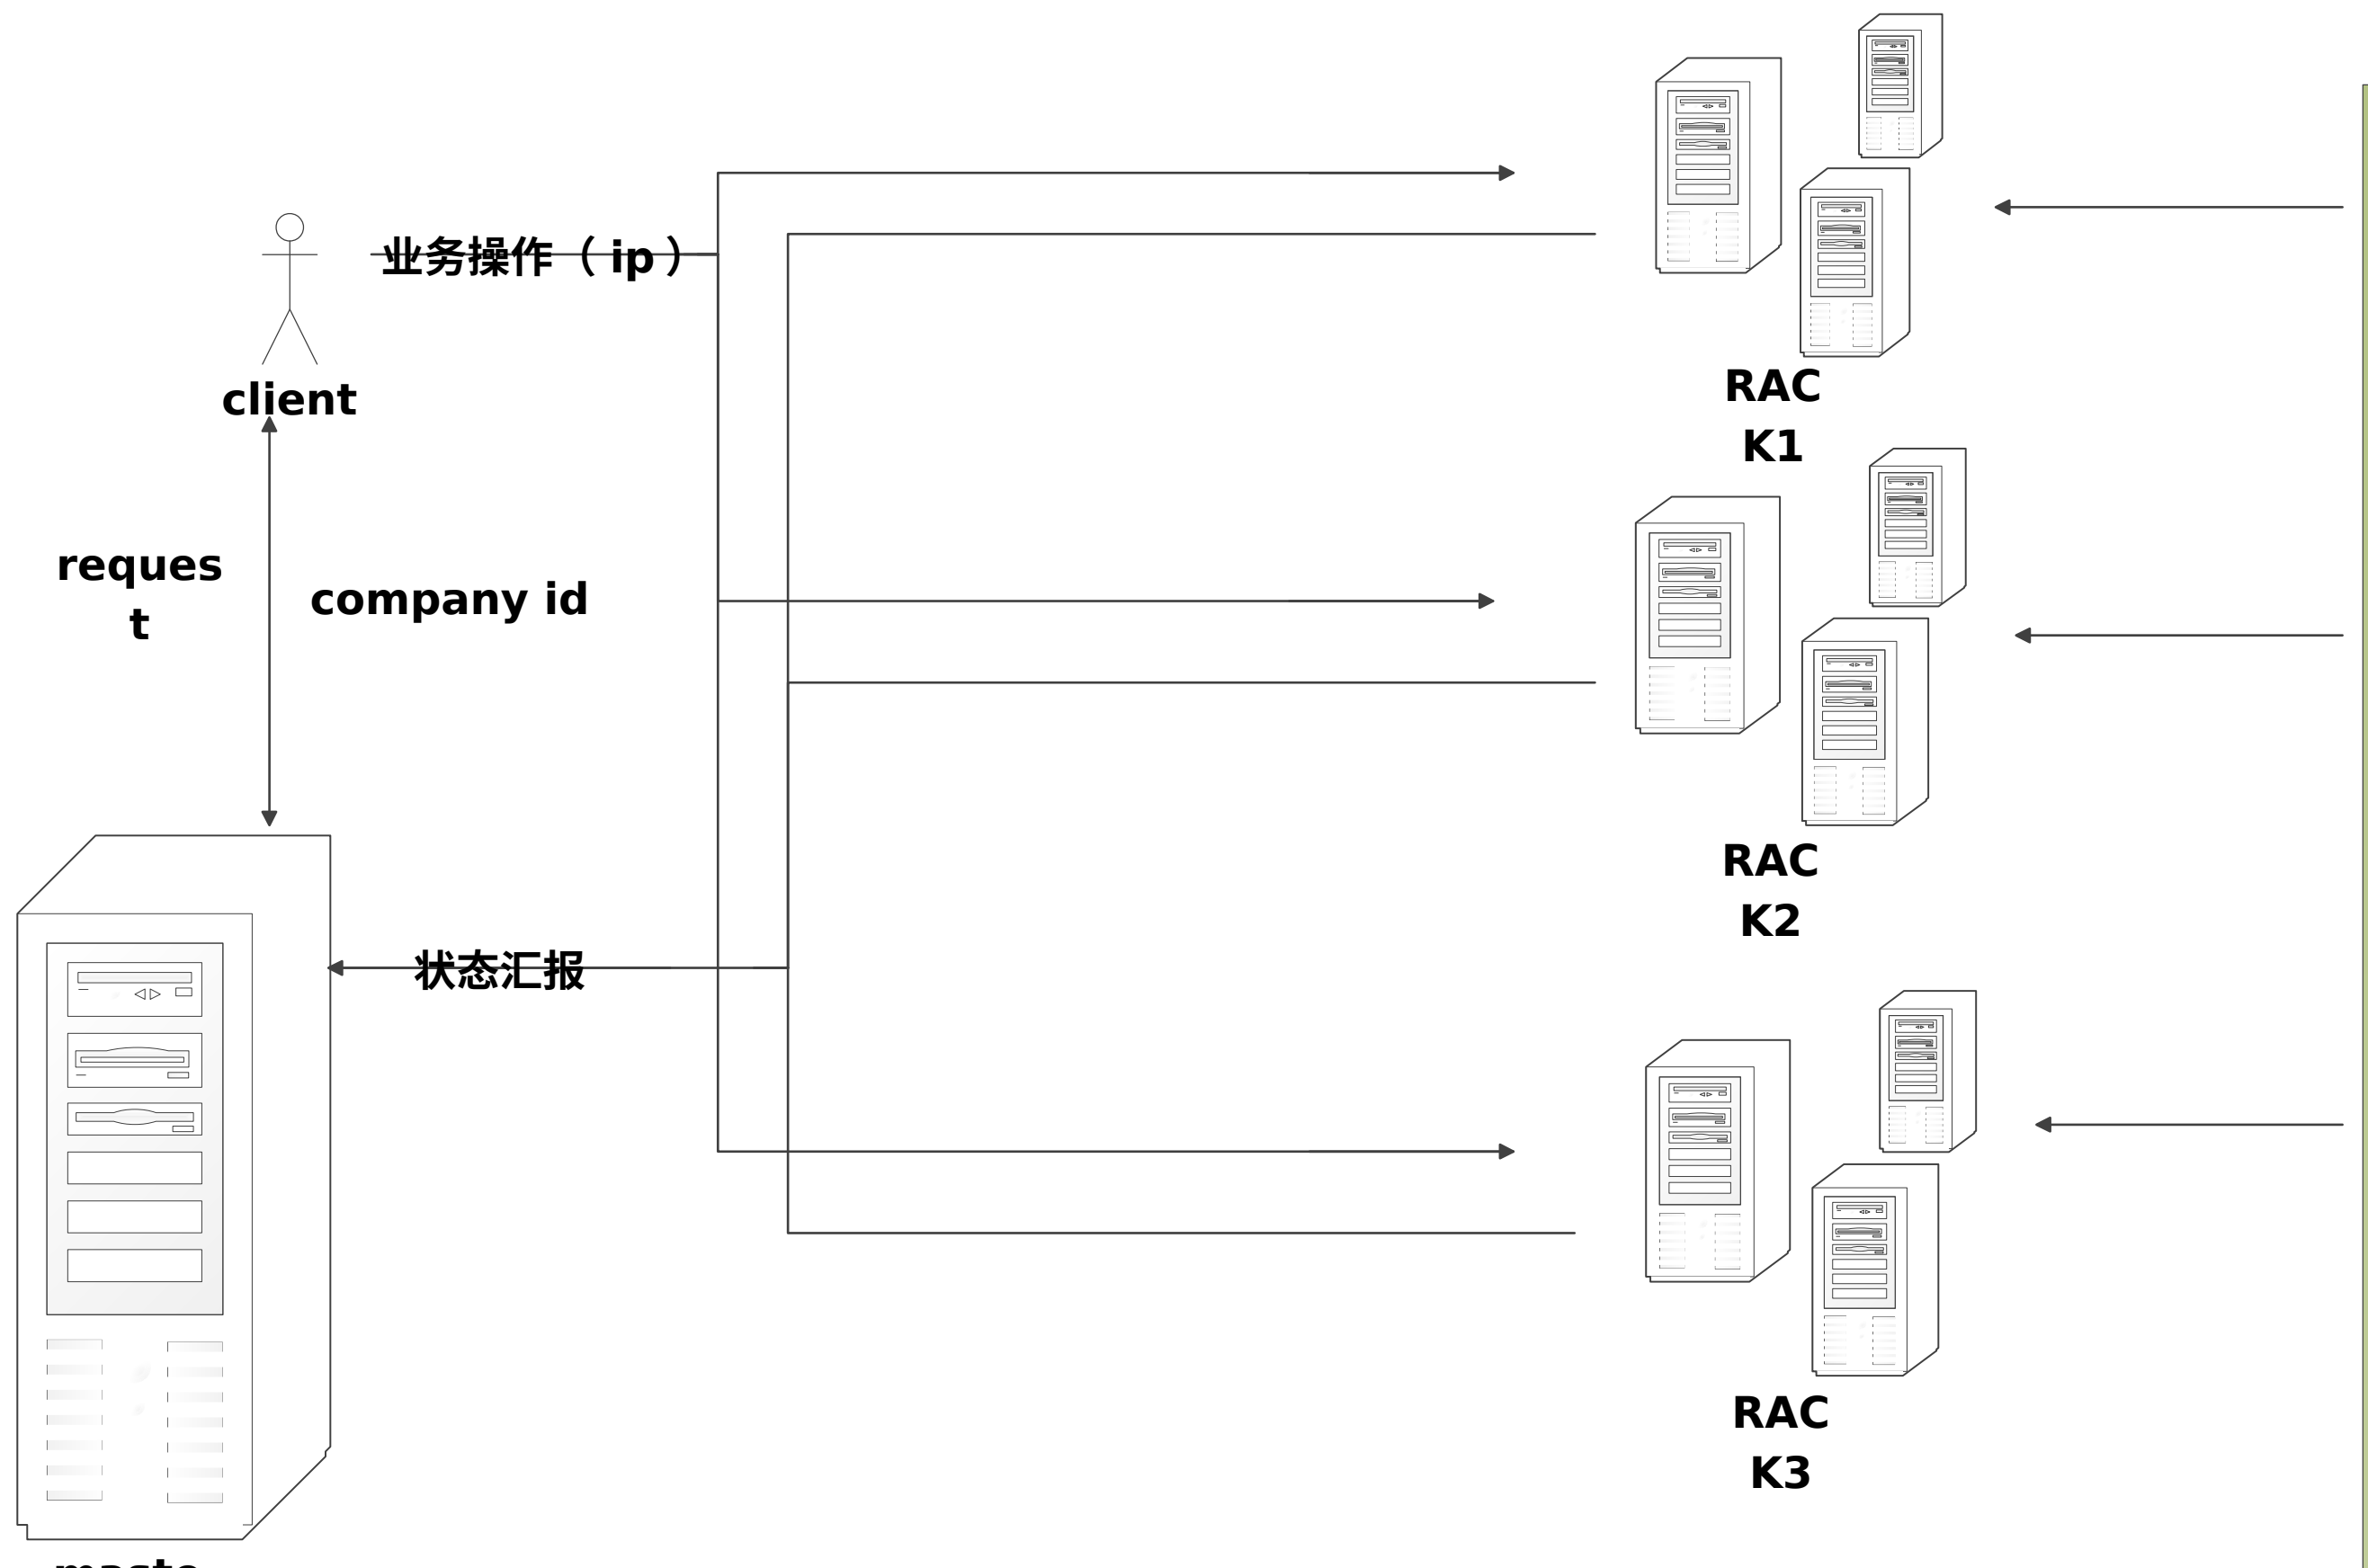 业务操作（ ip ）
client
RAC
K1
reques
t
company id
RAC
K2
状态汇报
RAC
K3
maste